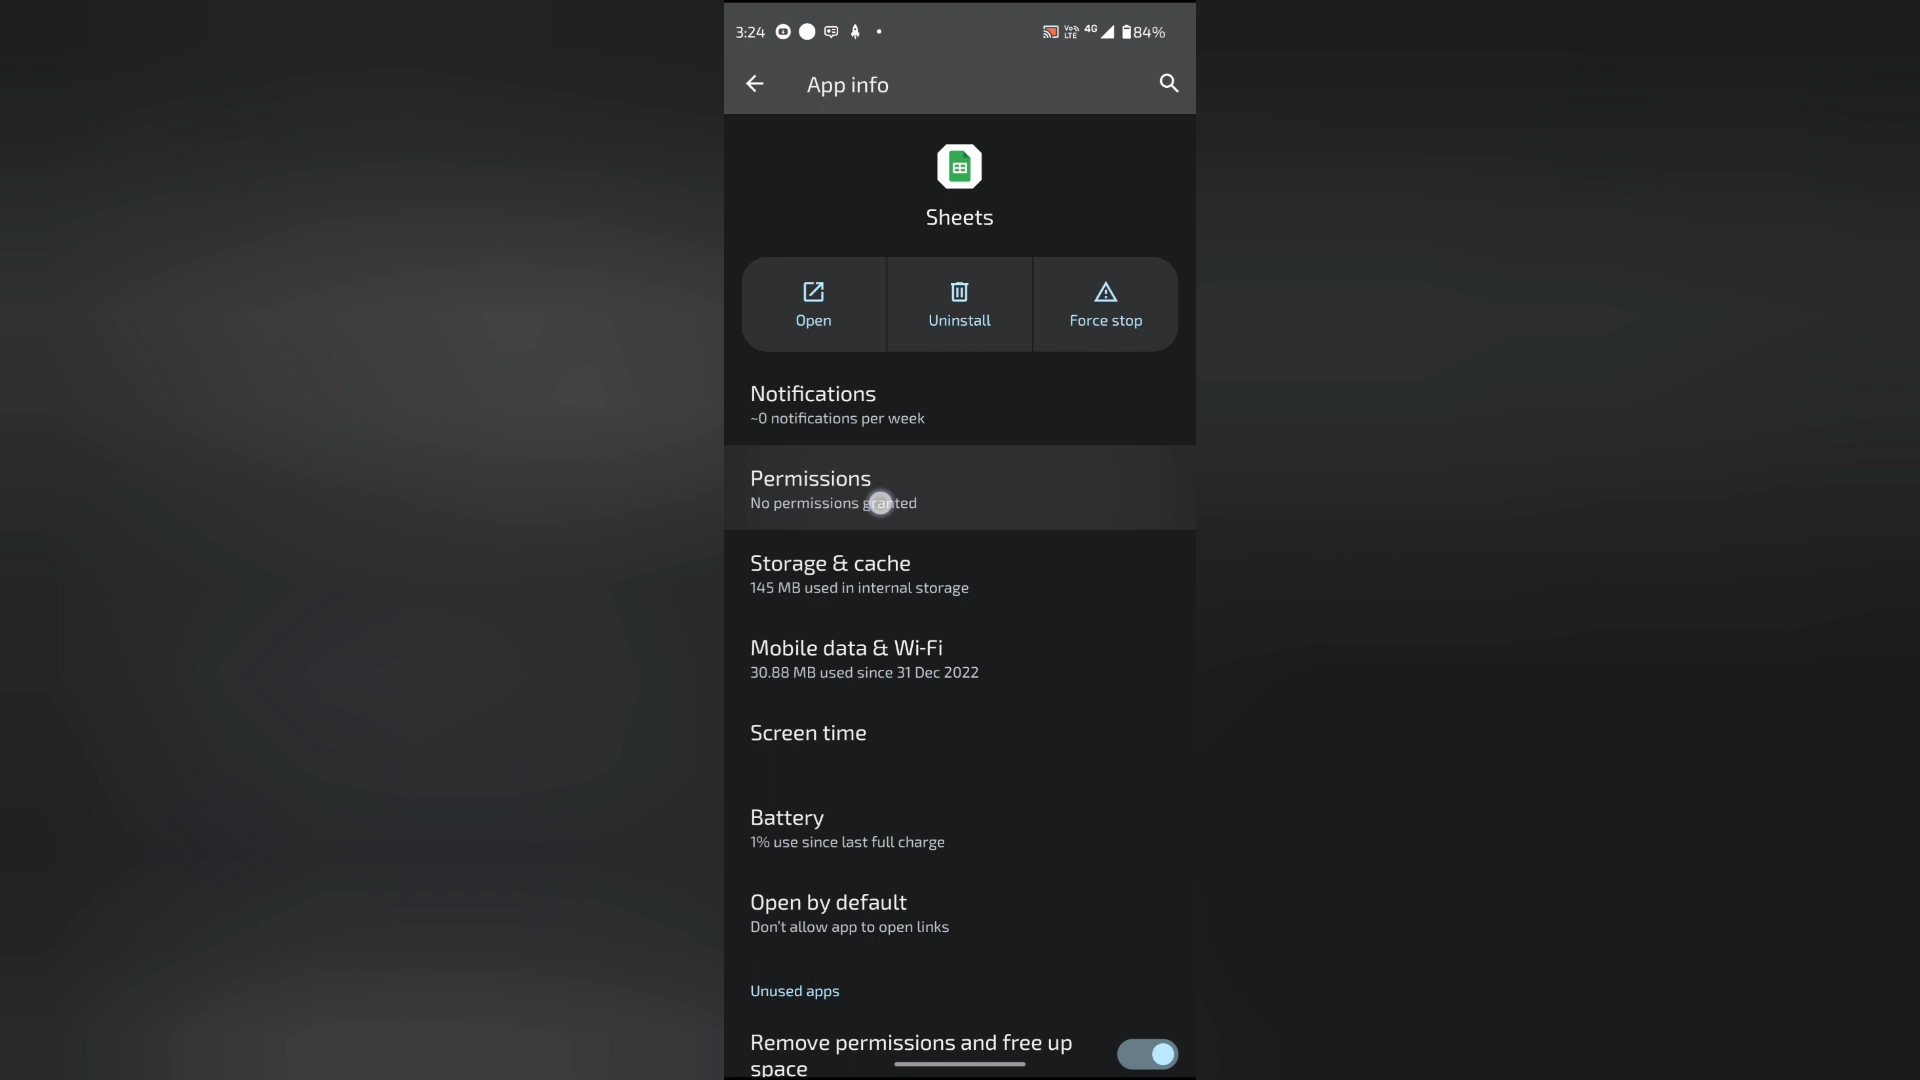 3:24
Vo LTE 4G 84%
App info
Sheets
Open
Uninstall
Force stop
Notifications
~0 notifications per week
Permissions
No permissions granted
Storage & cache
145 MB used in internal storage
Mobile data & Wi-Fi
30.88 MB used since 31 Dec 2022
Screen time
Battery
1% use since last full charge
Open by default
Don't allow app to open links
Unused apps
Remove permissions and free up
space